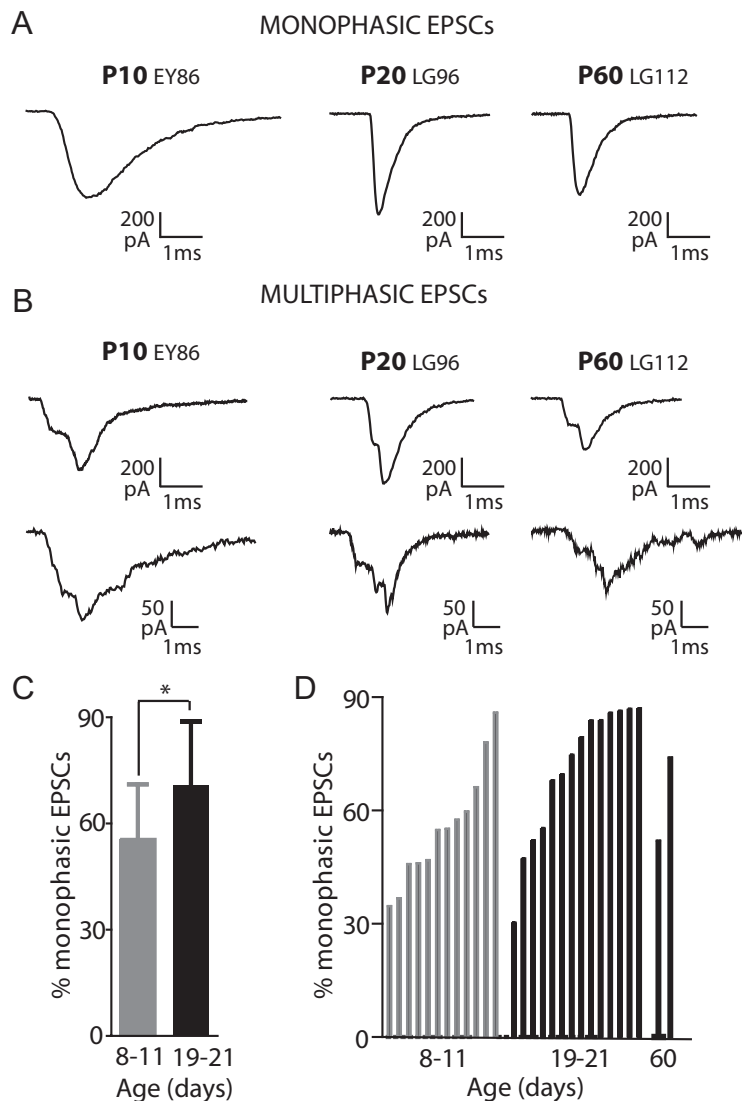 A
MONOPHASIC EPSCs
P10 EY86
P20 LG96
P60 LG112
200
pA
1ms
200
pA
1ms
200
pA
1ms
B
MULTIPHASIC EPSCs
P10 EY86
P20 LG96
P60 LG112
200
pA
1ms
200
pA
1ms
200
pA
1ms
50
pA
1ms
50
pA
1ms
50
pA
1ms
C
% monophasic EPSCs
90
60
30
0
*
8-11
19-21
Age (days)
D
% monophasic EPSCs
90
60
30
0
8-11
19-21
60
Age (days)